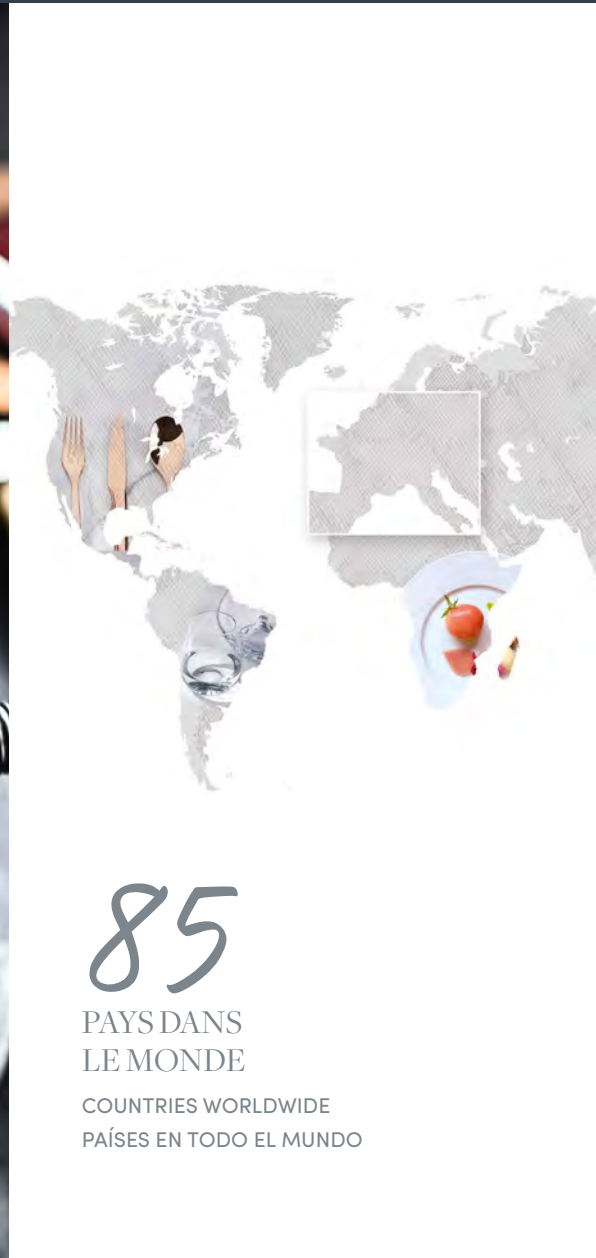 85
PAYS DANS
LE MONDE
COUNTRIES WORLDWIDE
PAÍSES EN TODO EL MUNDO